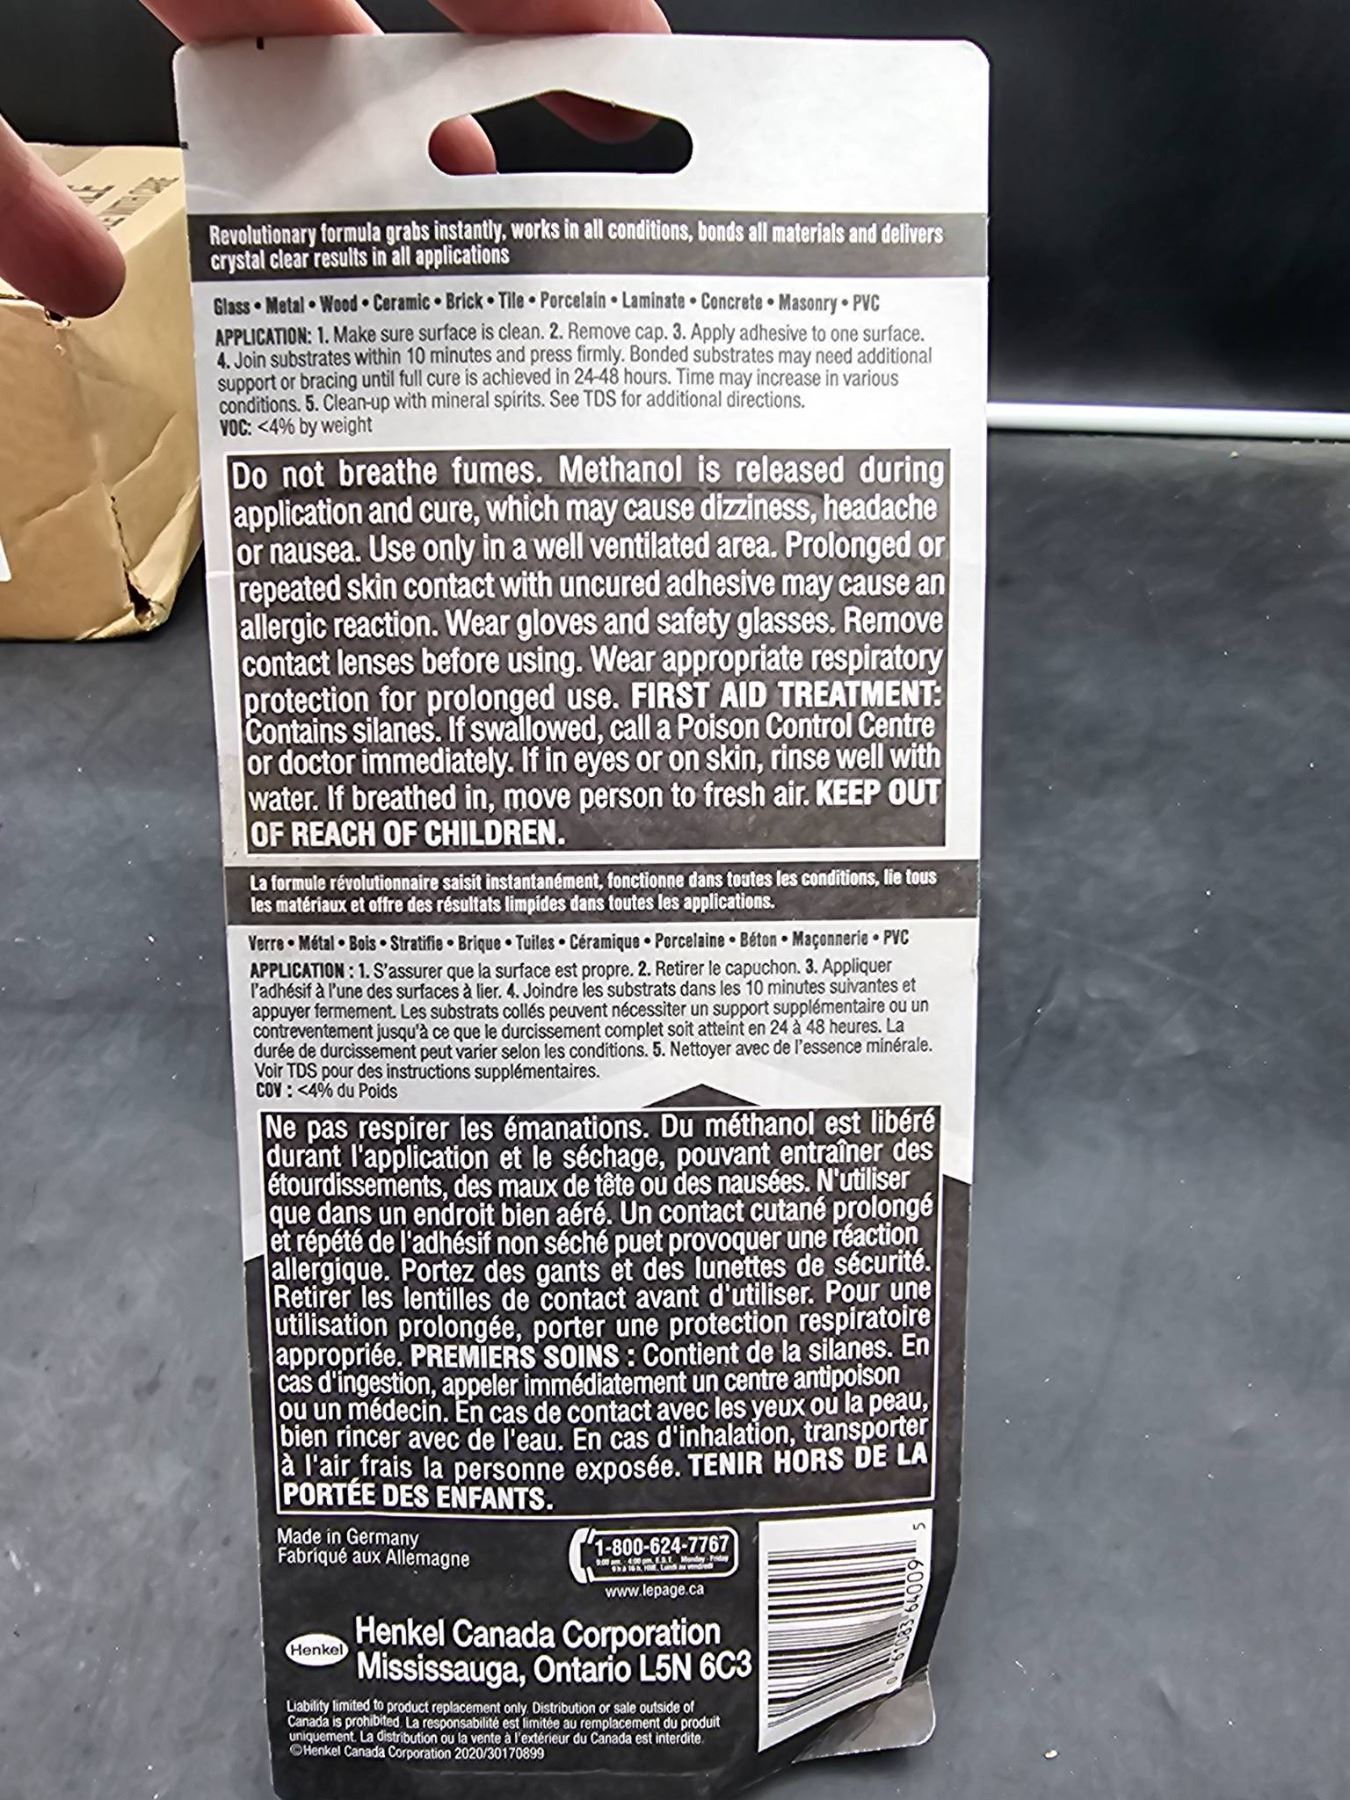 Revolutionary formula grabs instantly, works in all conditions, bonds all materials and delivers
crystal clear results in all applications
Glass • Metal • Wood • Ceramic • Brick • Tile • Porcelain • Laminate • Concrete • Masonry • PVC
APPLICATION: 1. Make sure surface is clean. 2. Remove cap. 3. Apply adhesive to one surface.
4. Join substrates within 10 minutes and press firmly. Bonded substrates may need additional
support or bracing until full cure is achieved in 24-48 hours. Time may increase in various
conditions. 5. Clean-up with mineral spirits. See TDS for additional directions.
VOC: <4% by weight
Do not breathe fumes. Methanol is released during
application and cure, which may cause dizziness, headache
or nausea. Use only in a well ventilated area. Prolonged or
repeated skin contact with uncured adhesive may cause an
allergic reaction. Wear gloves and safety glasses. Remove
contact lenses before using. Wear appropriate respiratory
protection for prolonged use. FIRST AID TREATMENT:
Contains silanes. If swallowed, call a Poison Control Centre
or doctor immediately. If in eyes or on skin, rinse well with
water. If breathed in, move person to fresh air. KEEP OUT
OF REACH OF CHILDREN.
La formule révolutionnaire saisit instantanément, fonctionne dans toutes les conditions, lie tous
les matériaux et offre des résultats limpides dans toutes les applications.
Verre • Métal • Bois • Stratifie • Brique • Tuiles • Céramique • Porcelaine • Béton • Maçonnerie • PVC
APPLICATION : 1. S'assurer que la surface est propre. 2. Retirer le capuchon. 3. Appliquer
l'adhésif à l'une des surfaces à lier. 4. Joindre les substrats dans les 10 minutes suivantes et
appuyer fermement. Les substrats collés peuvent nécessiter un support supplémentaire ou un
contreventement jusqu'à ce que le durcissement complet soit atteint en 24 à 48 heures. La
durée de durcissement peut varier selon les conditions. 5. Nettoyer avec de l'essence minérale.
Voir TDS pour des instructions supplémentaires.
COV : <4% du Poids
Ne pas respirer les émanations. Du méthanol est libéré
durant l'application et le séchage, pouvant entraîner des
étourdissements, des maux de tête ou des nausées. N'utiliser
que dans un endroit bien aéré. Un contact cutané prolongé
et répété de l'adhésif non séché puet provoquer une réaction
allergique. Portez des gants et des lunettes de sécurité.
Retirer les lentilles de contact avant d'utiliser. Pour une
utilisation prolongée, porter une protection respiratoire
appropriée. PREMIERS SOINS : Contient de la silanes. En
cas d'ingestion, appeler immédiatement un centre antipoison
ou un médecin. En cas de contact avec les yeux ou la peau,
bien rincer avec de l'eau. En cas d'inhalation, transporter
à l'air frais la personne exposée. TENIR HORS DE LA
PORTÉE DES ENFANTS.
Made in Germany
Fabriqué aux Allemagne
1-800-624-7767
9:00 am. - 4:00 pm. E.S.T. Monday - Friday
www.lepage.ca
Henkel
Henkel Canada Corporation
Mississauga, Ontario L5N 6C3
0 61083 64009 5
Liability limited to product replacement only. Distribution or sale outside of
Canada is prohibited. La responsabilité est limitée au remplacement du produit
uniquement. La distribution ou la vente à l'extérieur du Canada est interdite.
©Henkel Canada Corporation 2020/30170899